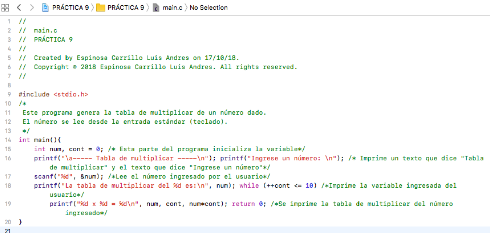 PRÁCTICA 9 〉 PRÁCTICA 9 〉 main.c 〉 No Selection
1 //
2 // main.c
3 // PRÁCTICA 9
4 //
5 // Created by Espinosa Carrillo Luis Andres on 17/10/18.
6 // Copyright © 2018 Espinosa Carrillo Luis Andres. All rights reserved.
7 //
8
9 #include <stdio.h>
10 /*
11 Este programa genera la tabla de multiplicar de un número dado.
12 El número se lee desde la entrada estándar (teclado).
13 */
14 int main(){
15 int num, cont = 0; /* Esta parte del programa inicializa la variable*/
16 printf("\a----- Tabla de multiplicar -----\n"); printf("Ingrese un número: \n"); /* Imprime un texto que dice "Tabla
de multiplicar" y el texto que dice "Ingrese un número"*/
17 scanf("%d", &num); /*Lee el número ingresado por el usuario*/
18 printf("La tabla de multiplicar del %d es:\n", num); while (++cont <= 10) /*Imprime la variable ingresada del
usuario*/
19 printf("%d x %d = %d\n", num, cont, num*cont); return 0; /*Se imprime la tabla de multiplicar del número
ingresado*/
20 }
21